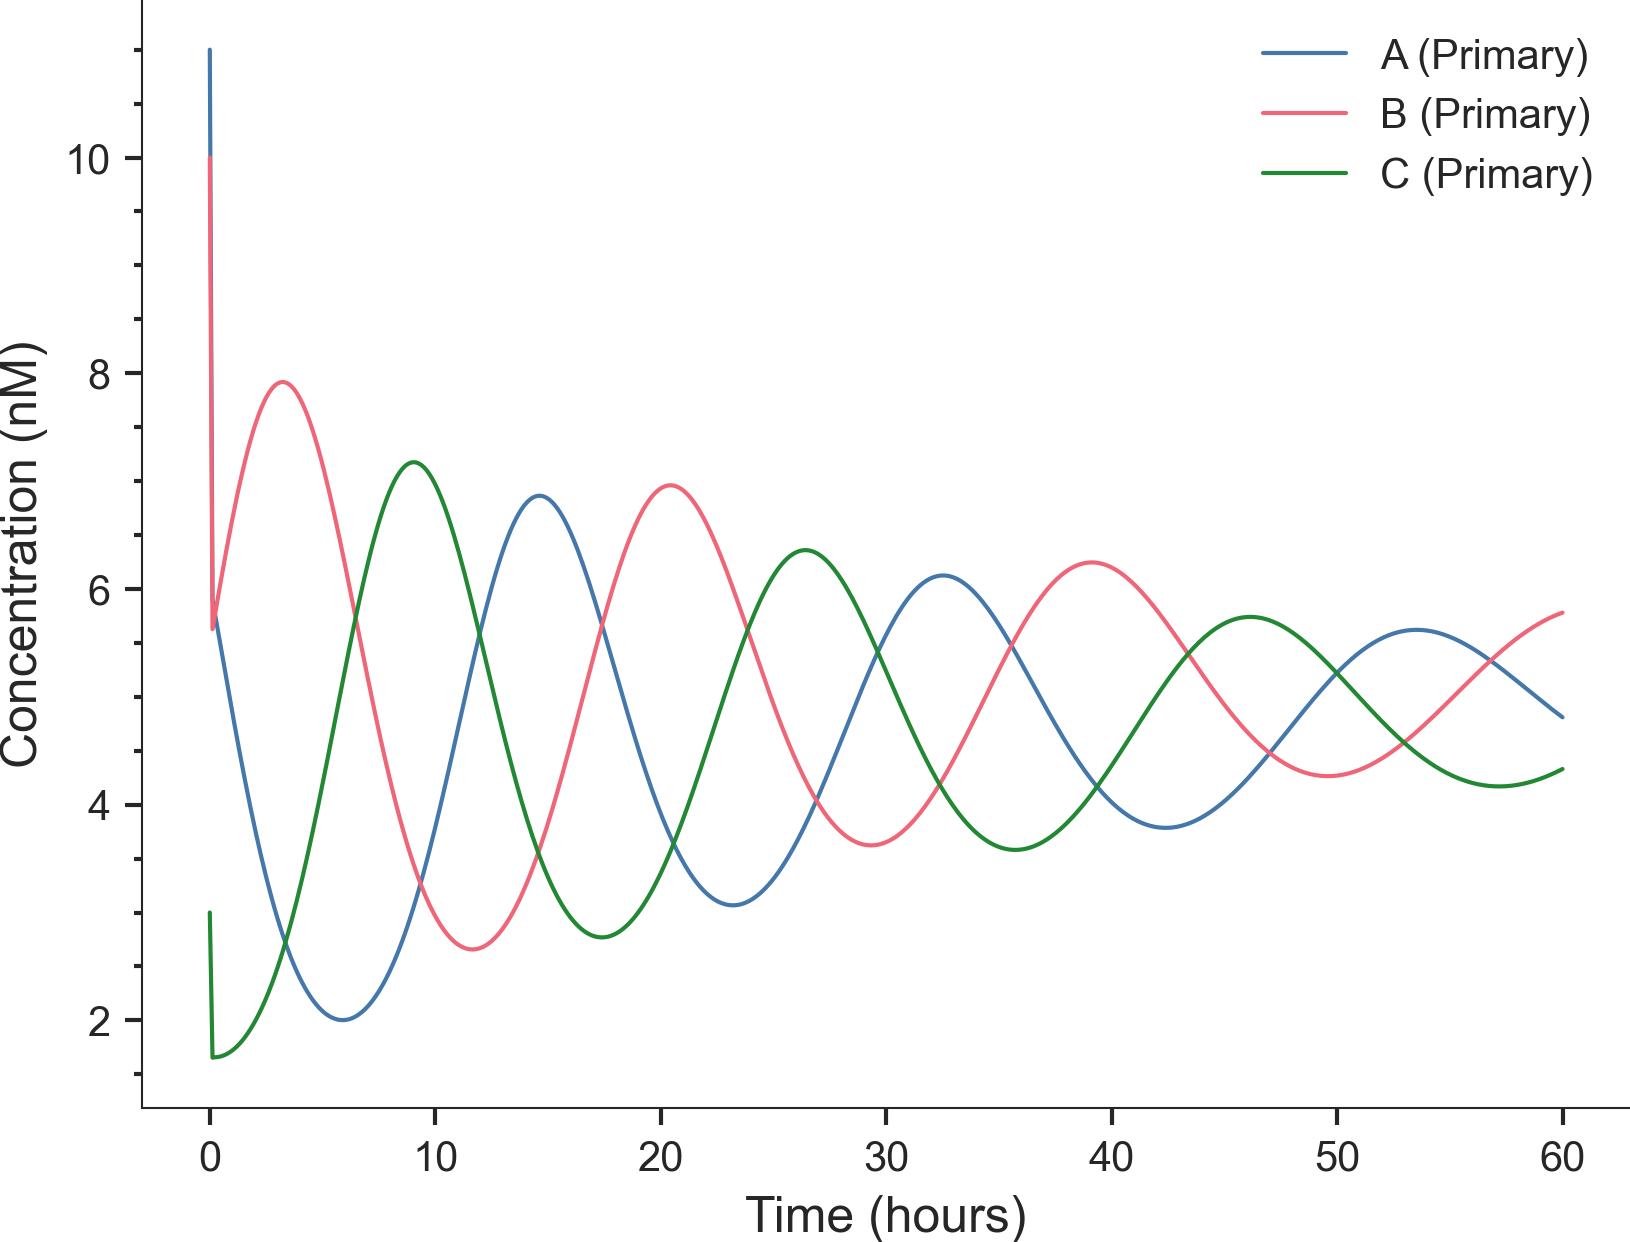 A (Primary)
B (Primary)
C (Primary)
Concentration (nM)
10
8
6
4
2
0 10 20 30 40 50 60
Time (hours)